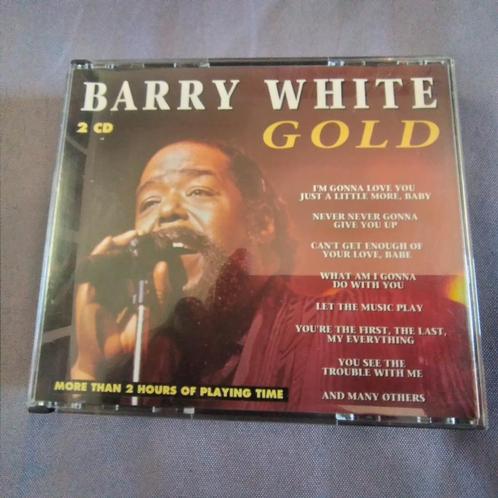 BARRY WHITE
2 CD
GOLD
I'M GONNA LOVE YOU
JUST A LITTLE MORE, BABY
NEVER NEVER GONNA
GIVE YOU UP
CAN'T GET ENOUGH OF
YOUR LOVE, BABE
WHAT AM I GONNA
DO WITH YOU
LET THE MUSIC PLAY
YOU'RE THE FIRST, THE LAST,
MY EVERYTHING
YOU SEE THE
TROUBLE WITH ME
AND MANY OTHERS
MORE THAN 2 HOURS OF PLAYING TIME